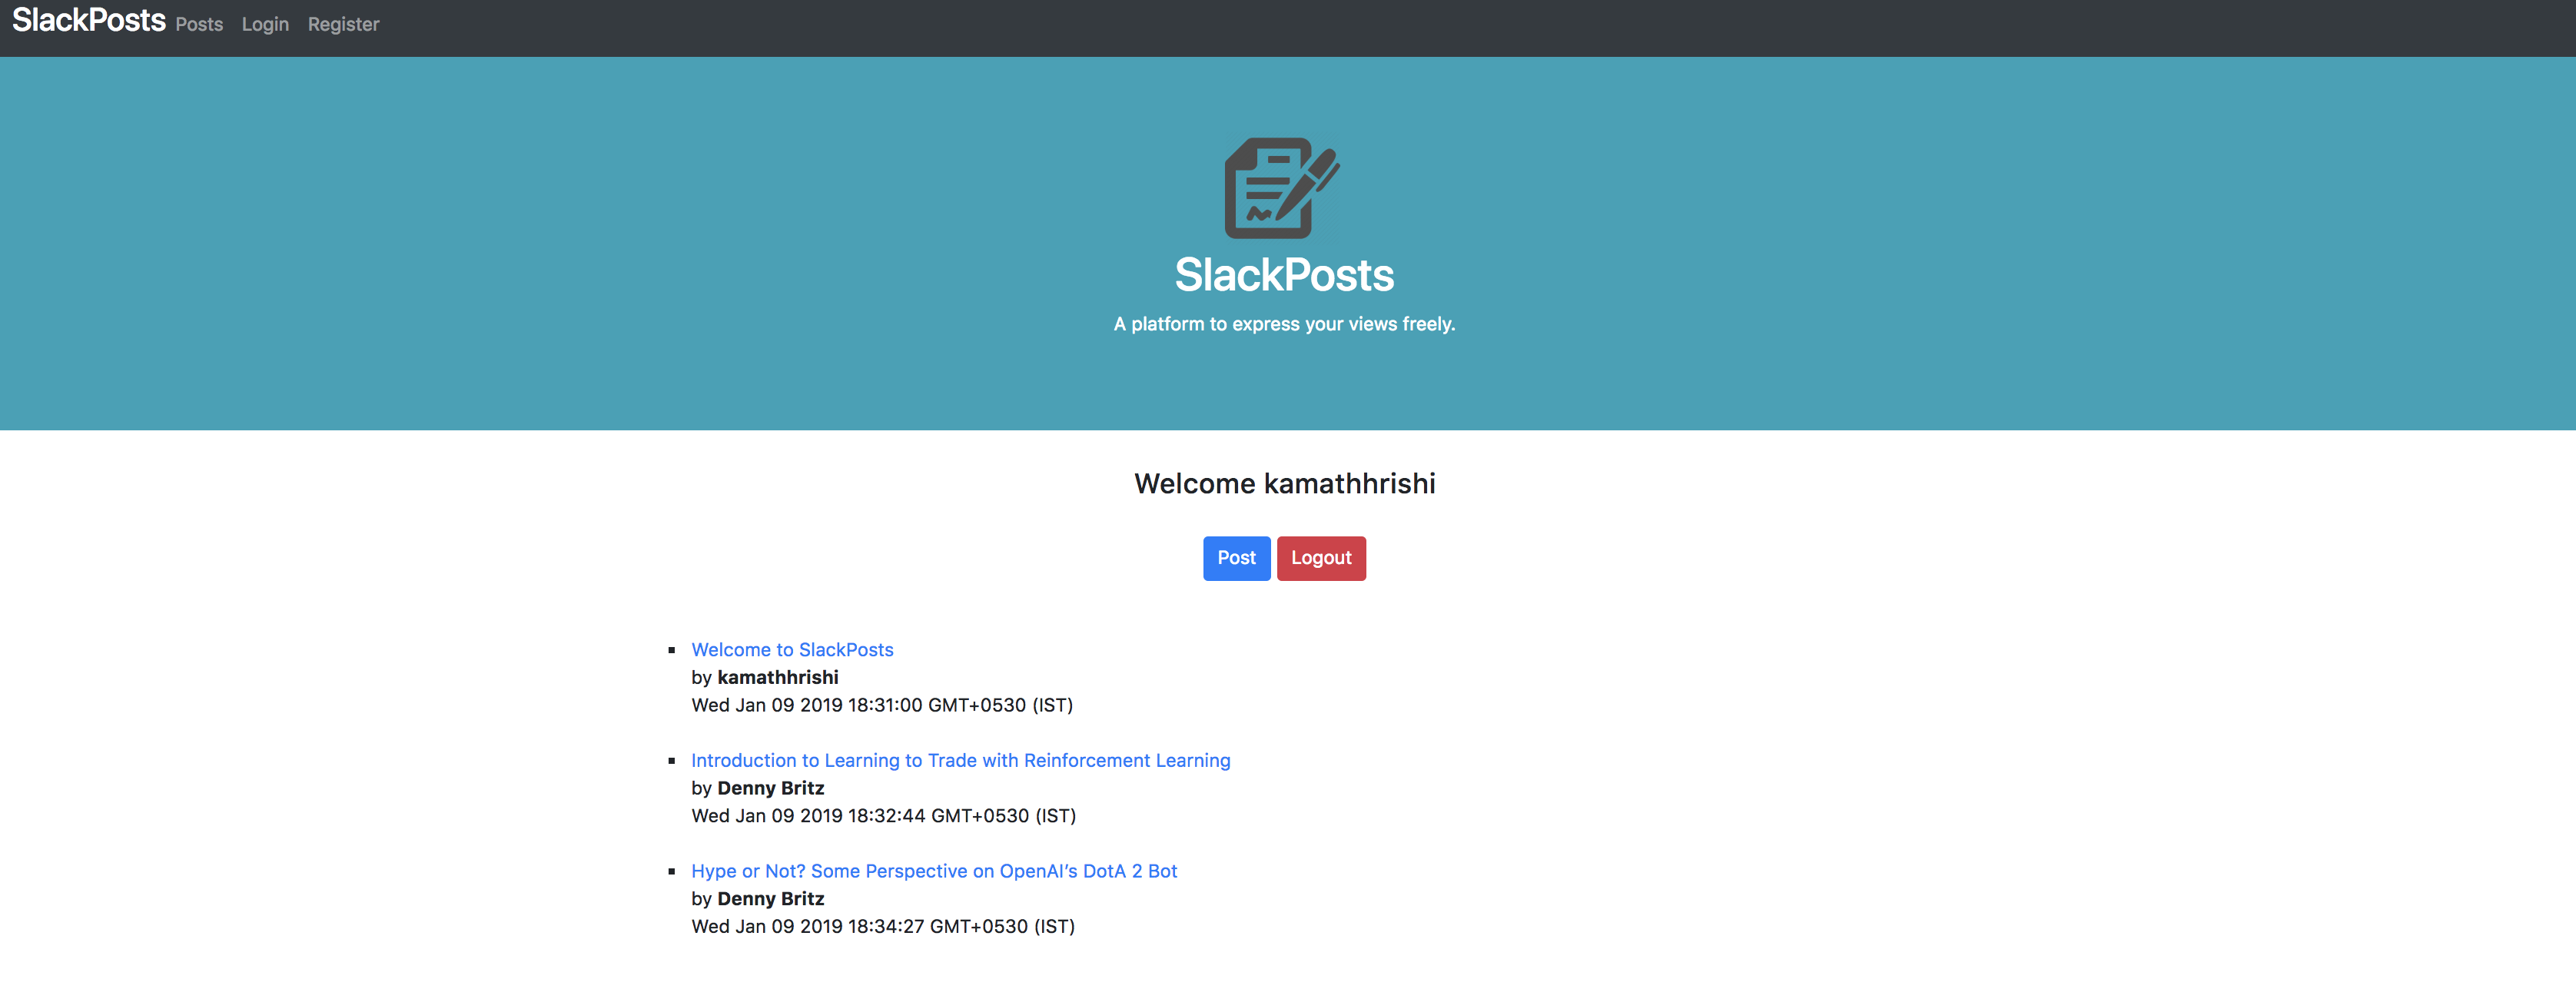 SlackPosts Posts Login Register
SlackPosts
A platform to express your views freely.
Welcome kamathhrishi
Post Logout
Welcome to SlackPosts
by kamathhrishi
Wed Jan 09 2019 18:31:00 GMT+0530 (IST)
Introduction to Learning to Trade with Reinforcement Learning
by Denny Britz
Wed Jan 09 2019 18:32:44 GMT+0530 (IST)
Hype or Not? Some Perspective on OpenAI’s DotA 2 Bot
by Denny Britz
Wed Jan 09 2019 18:34:27 GMT+0530 (IST)